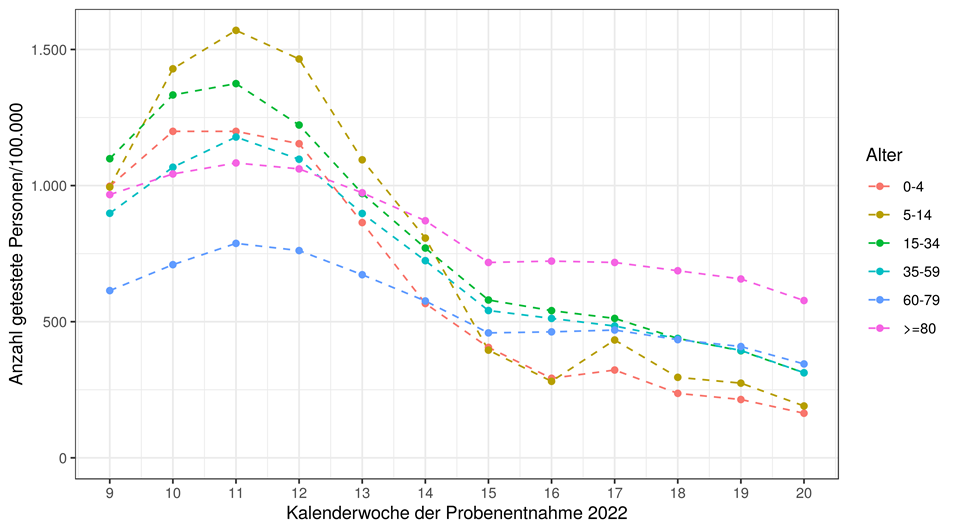 Anzahl getestete Personen/100.000
1.500
1.000
500
0
9 10 11 12 13 14 15 16 17 18 19 20
Kalenderwoche der Probenentnahme 2022
Alter
0-4
5-14
15-34
35-59
60-79
>=80